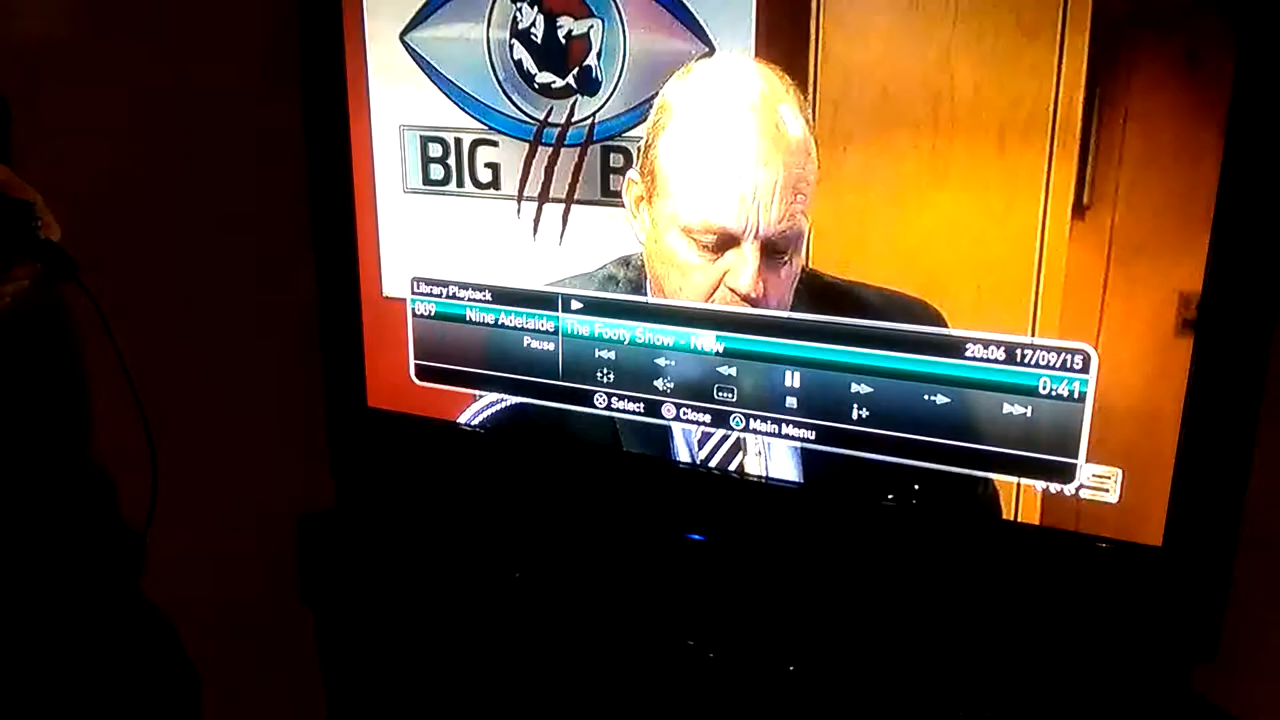 BIG B
Library Playback
009 Nine Adelaide The Footy Show - New 20:06 17/09/15
Pause 0:41
Select Close Main Menu